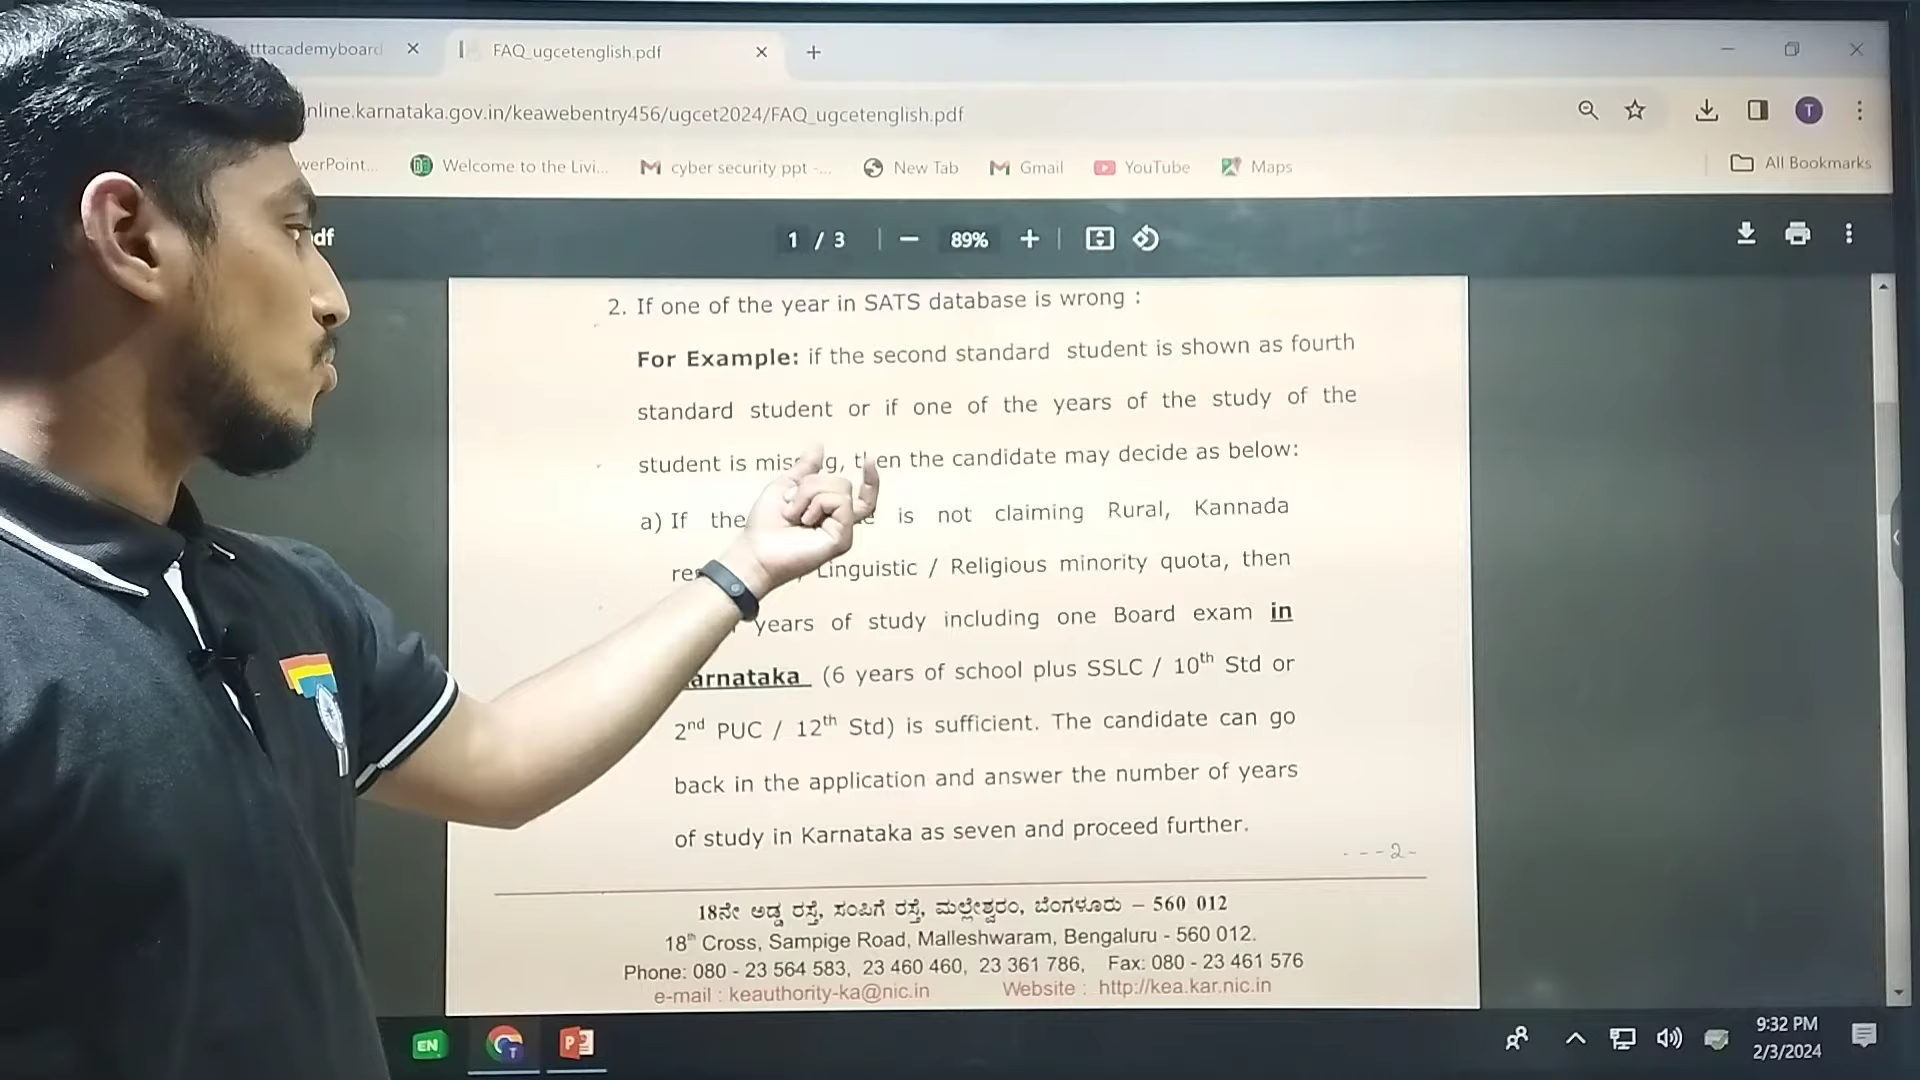 tttacademyboard
FAQ_ugcetenglish.pdf
nline.karnataka.gov.in/keawebentry456/ugcet2024/FAQ_ugcetenglish.pdf
T
werPoint...
Welcome to the Livi...
cyber security ppt -...
New Tab
Gmail
YouTube
Maps
All Bookmarks
df
1 / 3
89%
2. If one of the year in SATS database is wrong :
For Example: if the second standard student is shown as fourth
standard student or if one of the years of the study of the
student is mis g, t en the candidate may decide as below:
a) If the is not claiming Rural, Kannada
re Linguistic / Religious minority quota, then
years of study including one Board exam in
arnataka (6 years of school plus SSLC / 10th Std or
2nd PUC / 12th Std) is sufficient. The candidate can go
back in the application and answer the number of years
of study in Karnataka as seven and proceed further.
- - -2-
18ನೇ ಅಡ್ಡ ರಸ್ತೆ, ಸಂಪಿಗೆ ರಸ್ತೆ, ಮಲ್ಲೇಶ್ವರಂ, ಬೆಂಗಳೂರು – 560 012
18th Cross, Sampige Road, Malleshwaram, Bengaluru - 560 012.
Phone: 080 - 23 564 583, 23 460 460, 23 361 786, Fax: 080 - 23 461 576
e-mail : keauthority-ka@nic.in Website : http://kea.kar.nic.in
EN
T
9:32 PM
2/3/2024